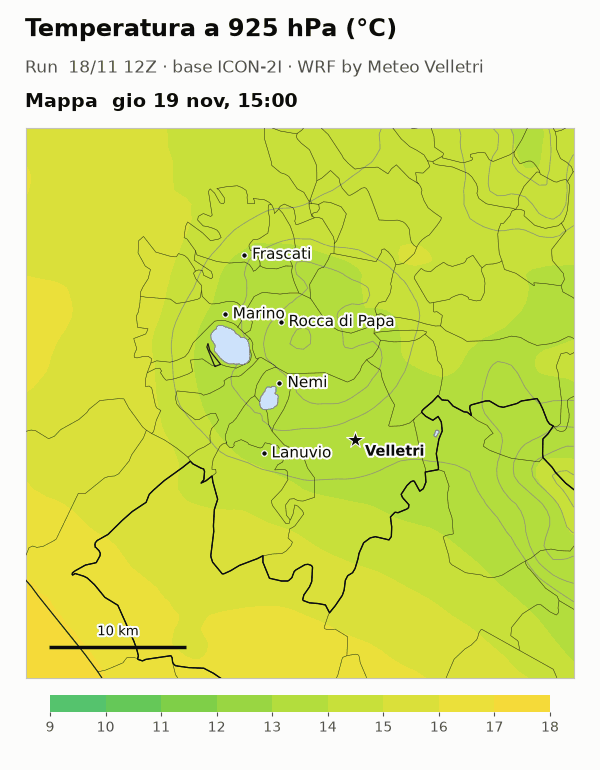 Temperatura a 925 hPa (°C)
Run  18/11 12Z · base ICON-2I · WRF by Meteo Velletri
Mappa  gio 19 nov, 15:00
Frascati
Marino
Rocca di Papa
Nemi
Velletri
Lanuvio
10 km
9 10 11 12 13 14 15 16 17 18